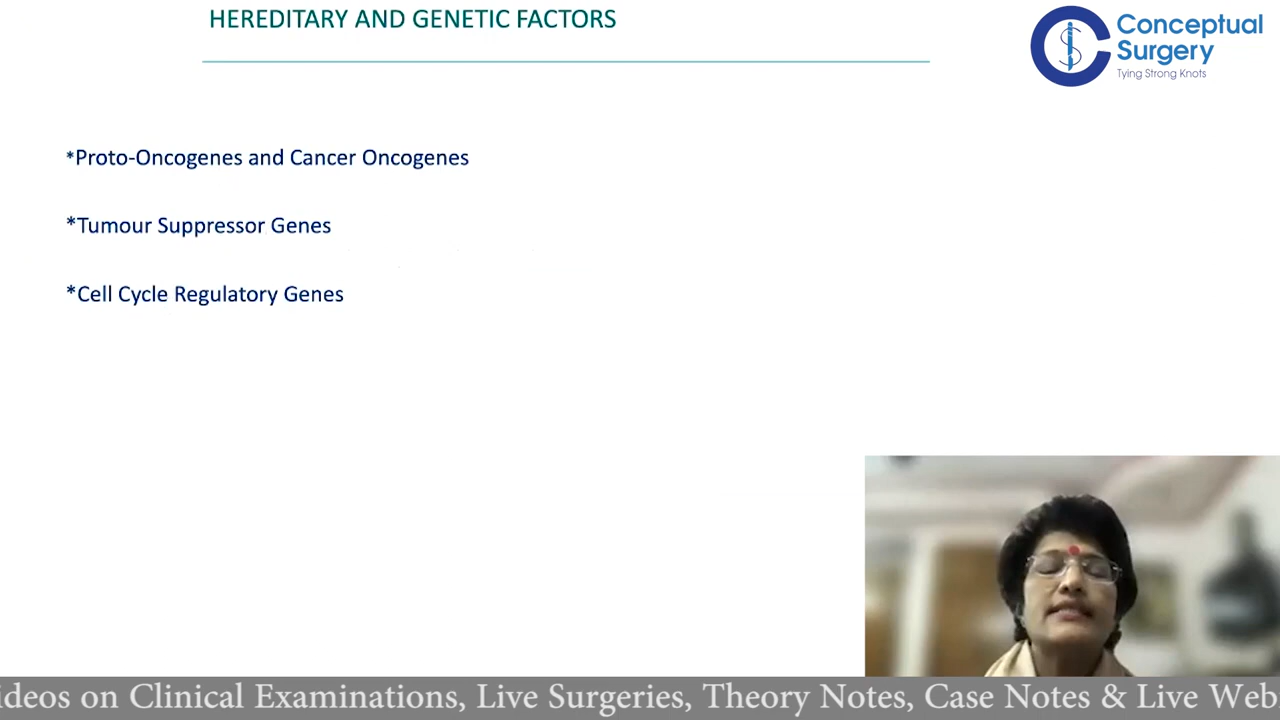 HEREDITARY AND GENETIC FACTORS
Conceptual
Surgery
Tying Strong Knots
*Proto-Oncogenes and Cancer Oncogenes
*Tumour Suppressor Genes
*Cell Cycle Regulatory Genes
ideos on Clinical Examinations, Live Surgeries, Theory Notes, Case Notes & Live Web